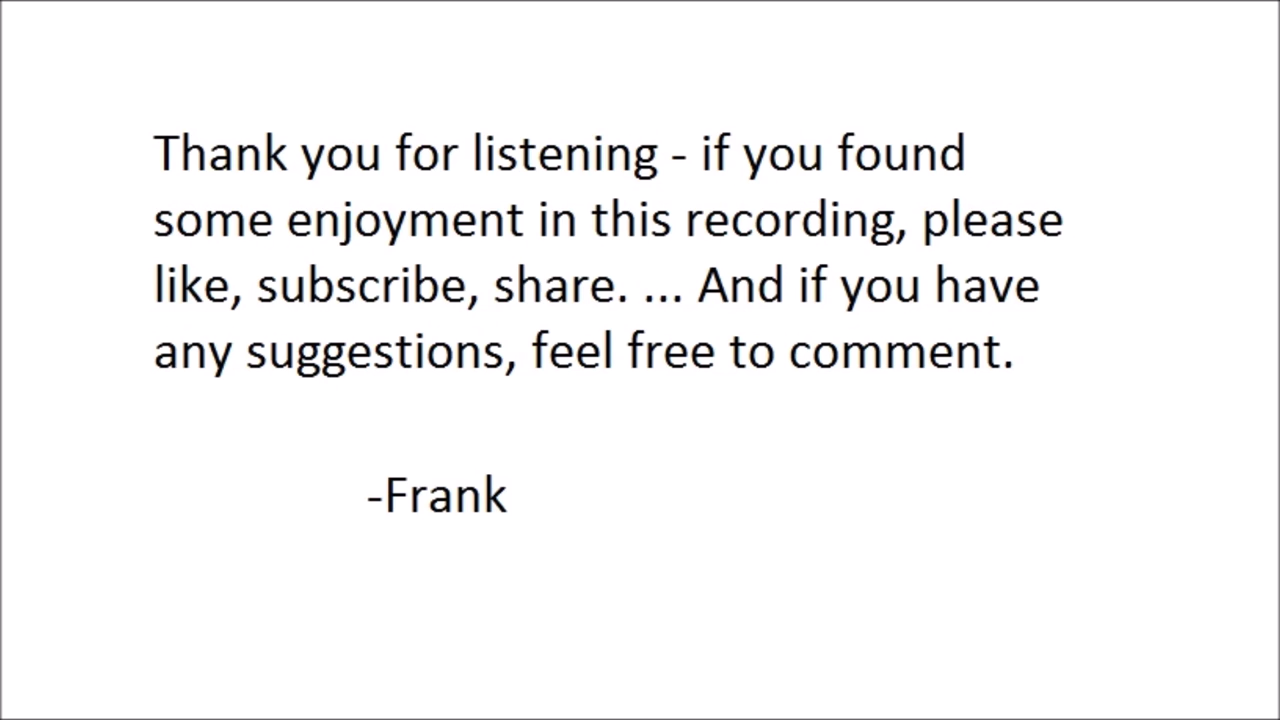 Thank you for listening - if you found
some enjoyment in this recording, please
like, subscribe, share. ... And if you have
any suggestions, feel free to comment.
-Frank